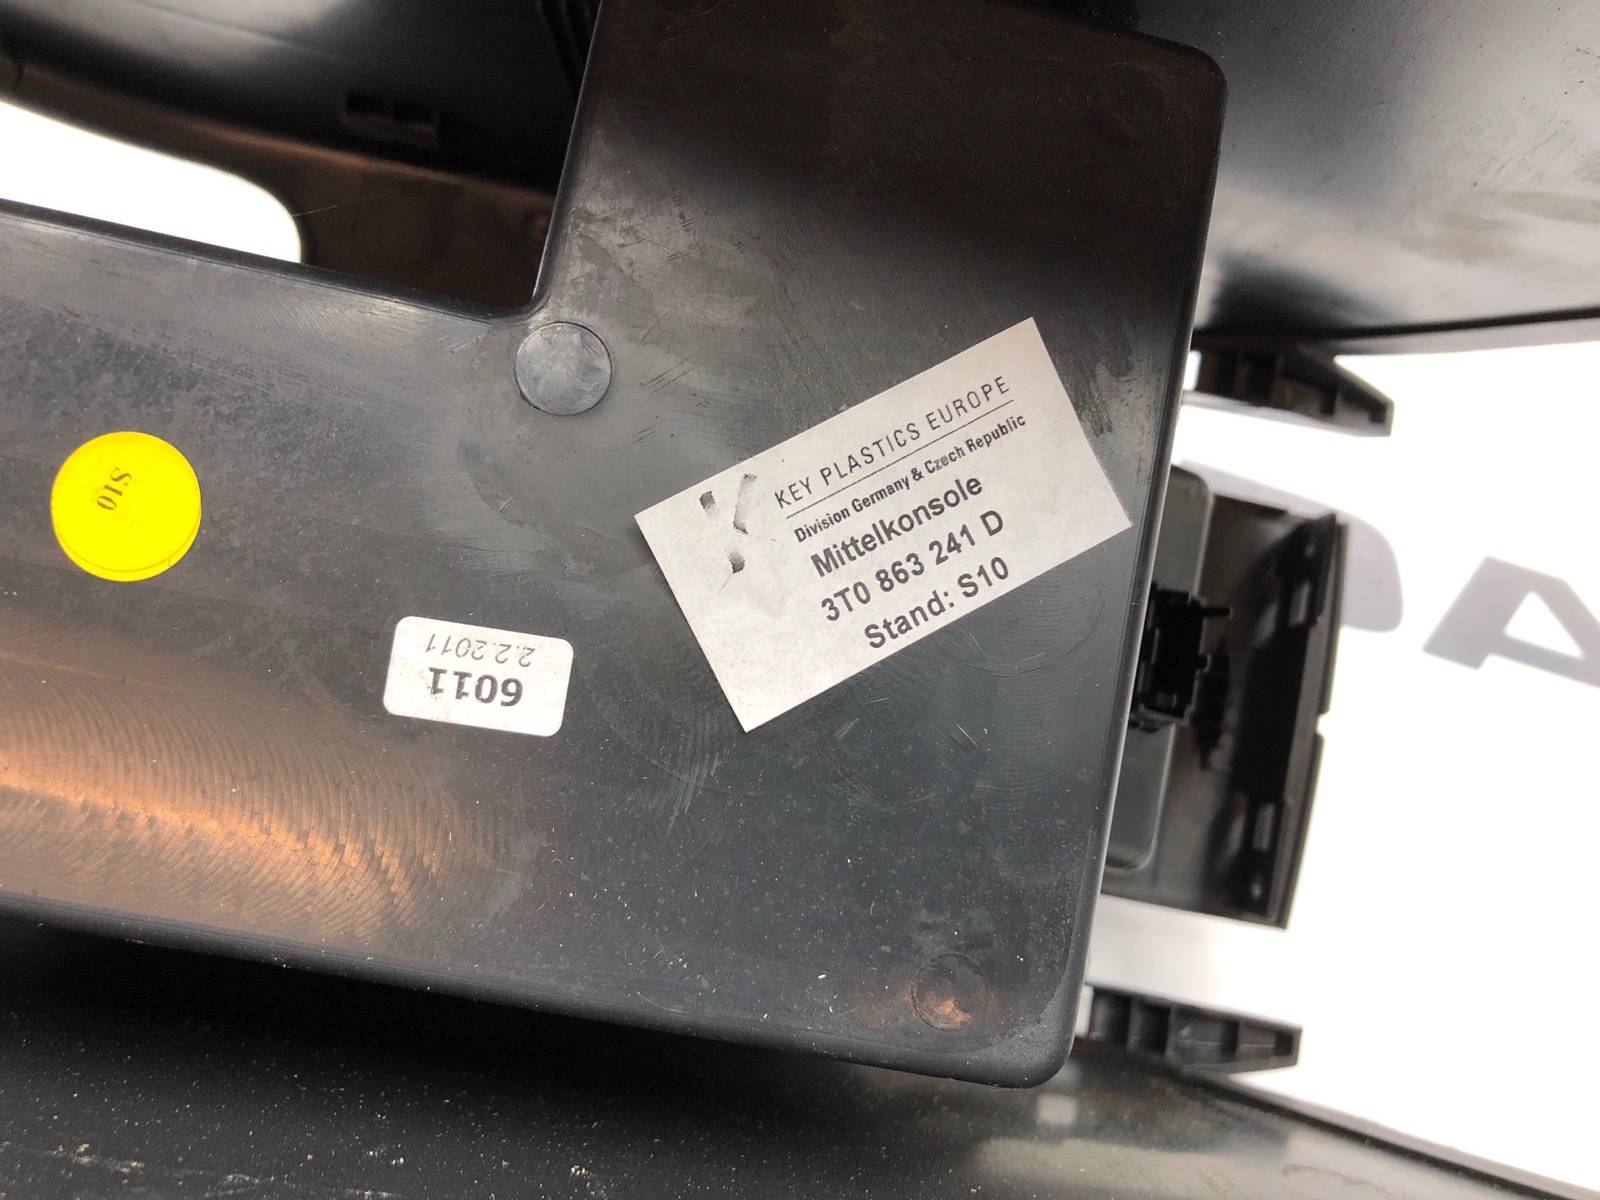 KEY PLASTICS EUROPE
Division Germany & Czech Republic
Mittelkonsole
3T0 863 241 D
Stand: S10
S10
6011
2.2.2011